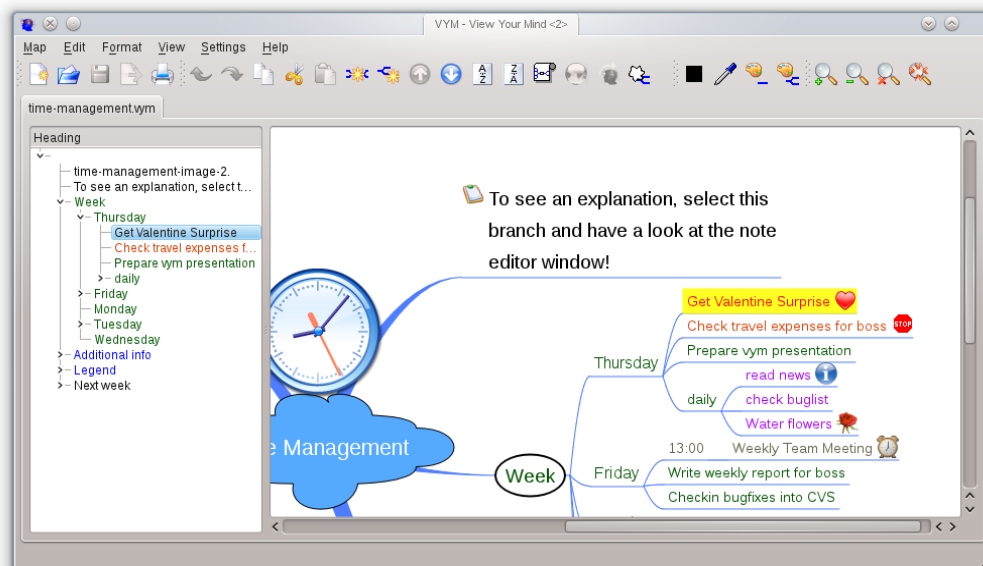 VYM - View Your Mind <2>
Map Edit Format View Settings Help
A Z
Z A
time-management.vym
Heading
time-management-image-2.
To see an explanation, select t...
Week
Thursday
Get Valentine Surprise
Check travel expenses f...
Prepare vym presentation
daily
Friday
Monday
Tuesday
Wednesday
Additional info
Legend
Next week
To see an explanation, select this
branch and have a look at the note
editor window!
e Management
Week
Thursday
Get Valentine Surprise
Check travel expenses for boss STOP
Prepare vym presentation
daily
read news i
check buglist
Water flowers
Friday
13:00 Weekly Team Meeting
Write weekly report for boss
Checkin bugfixes into CVS